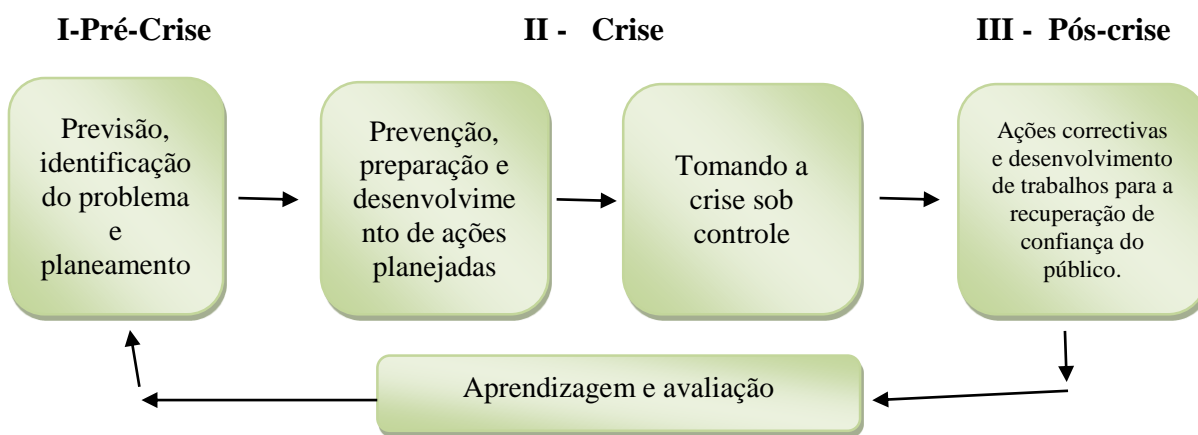 I-Pré-Crise
II - Crise
III - Pós-crise
Previsão,
identificação
do problema
e
planeamento
Prevenção,
preparação e
desenvolvime
nto de ações
planejadas
Tomando a
crise sob
controle
Ações correctivas
e desenvolvimento
de trabalhos para a
recuperação de
confiança do
público.
Aprendizagem e avaliação